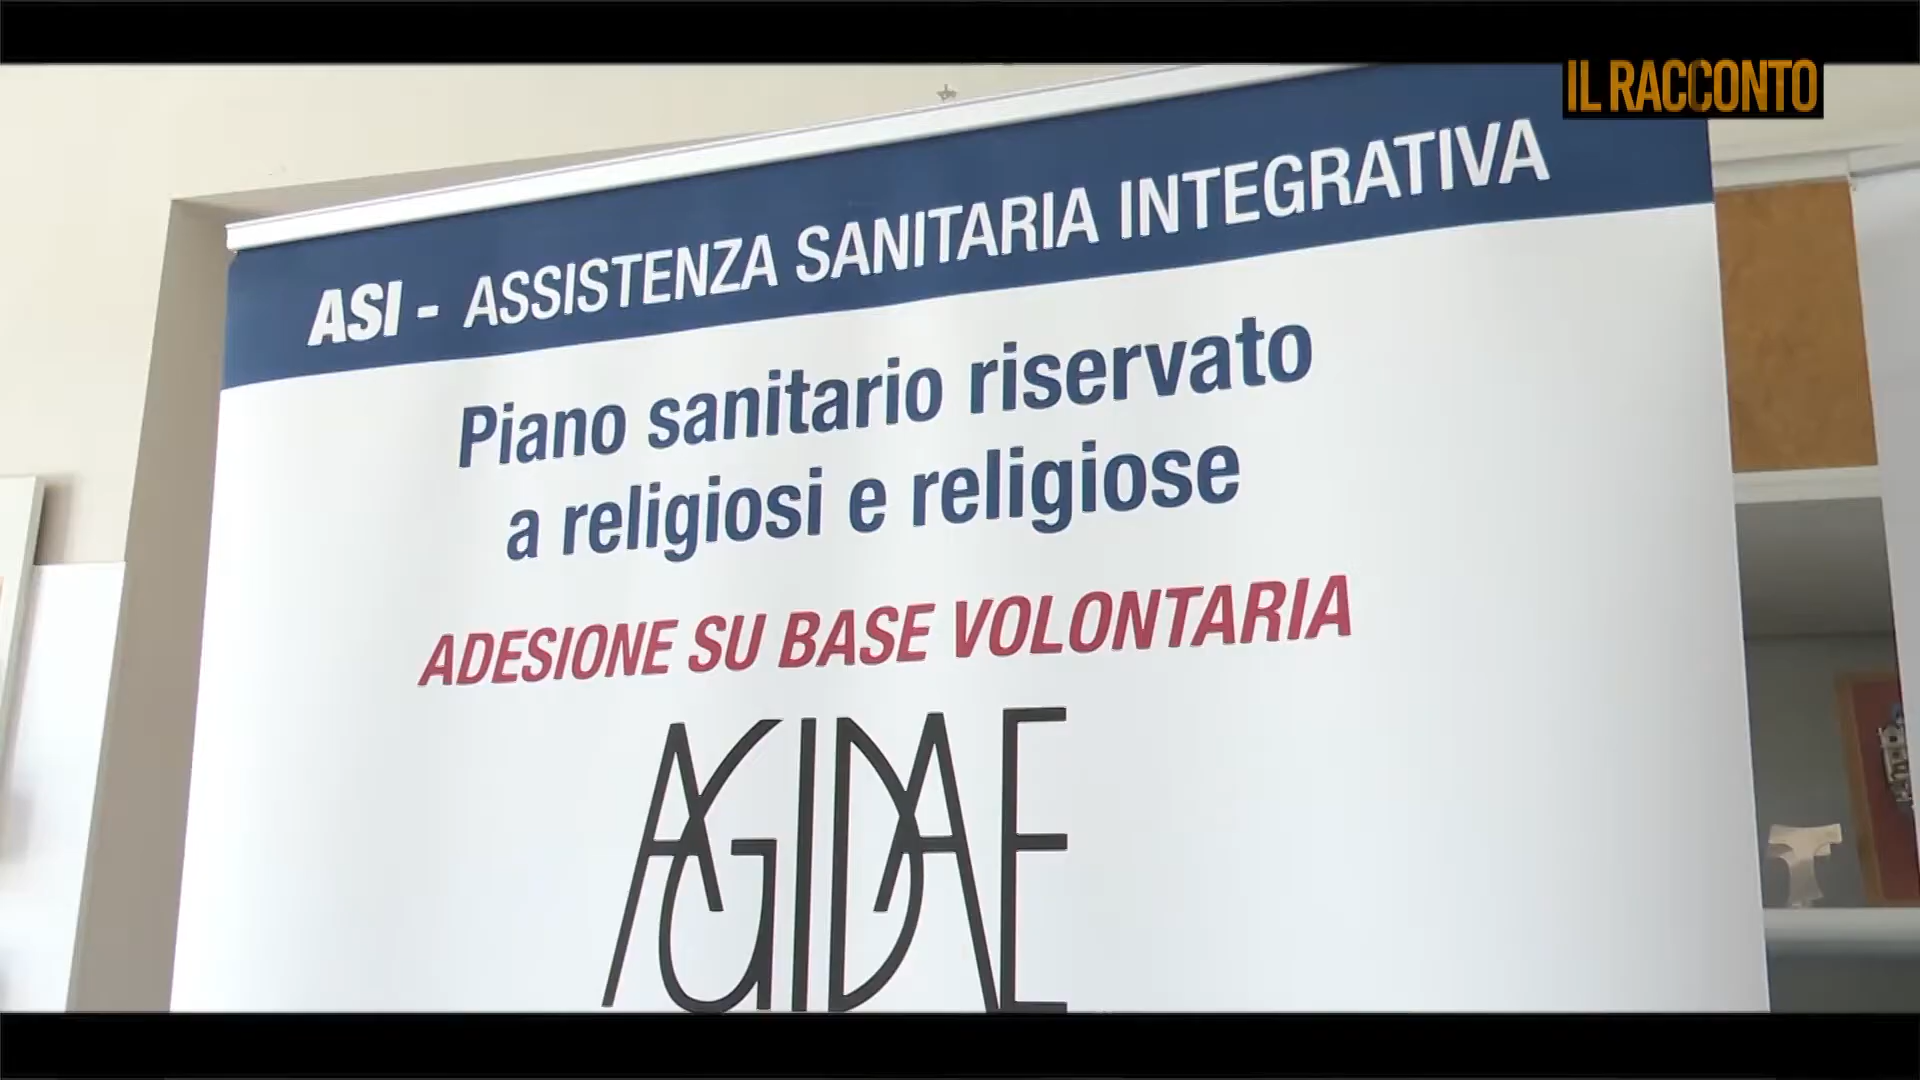 IL RACCONTO
ASI - ASSISTENZA SANITARIA INTEGRATIVA
Piano sanitario riservato
a religiosi e religiose
ADESIONE SU BASE VOLONTARIA
AGIDAE